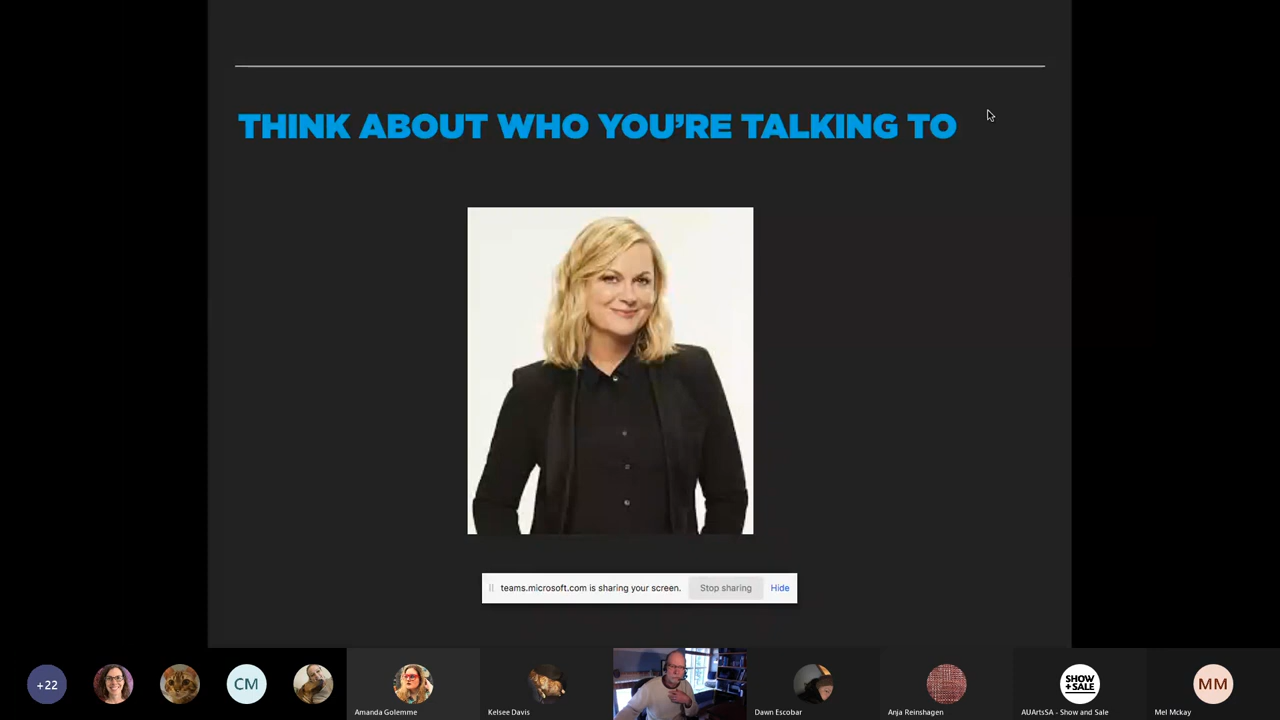 THINK ABOUT WHO YOU'RE TALKING TO
teams.microsoft.com is sharing your screen. Stop sharing Hide
+22
CM
SHOW
+SALE
MM
Amanda Golemme
Kelsee Davis
Dawn Escobar
Anja Reinshagen
AUArtsSA - Show and Sale
Mel Mckay